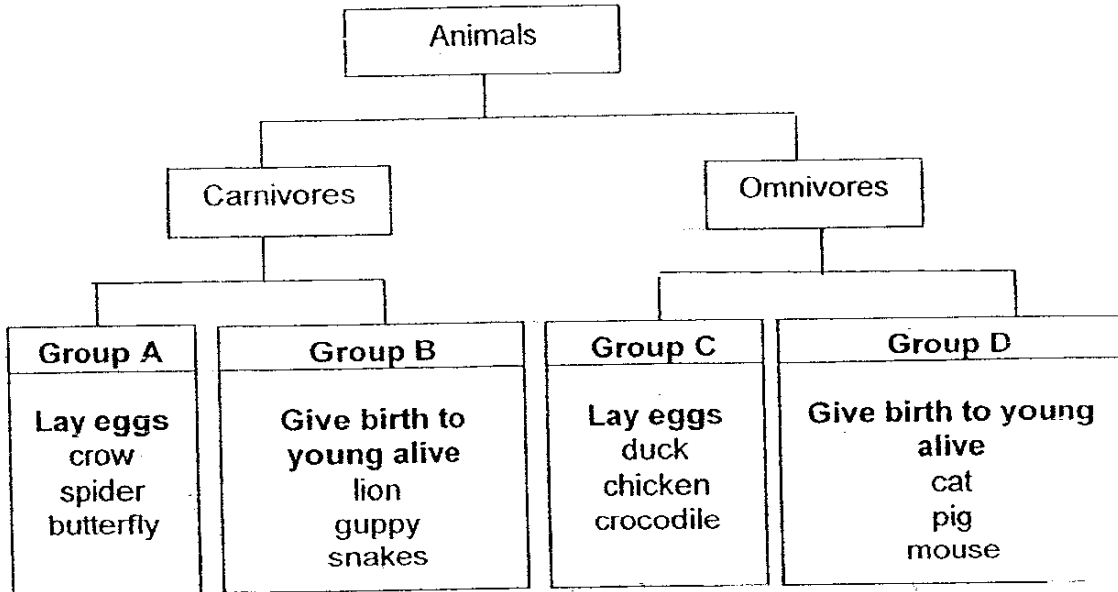 Animals
Carnivores
Omnivores
Group A
Lay eggs
crow
spider
butterfly
Group B
Give birth to
young alive
lion
guppy
snakes
Group C
Lay eggs
duck
chicken
crocodile
Group D
Give birth to young
alive
cat
pig
mouse